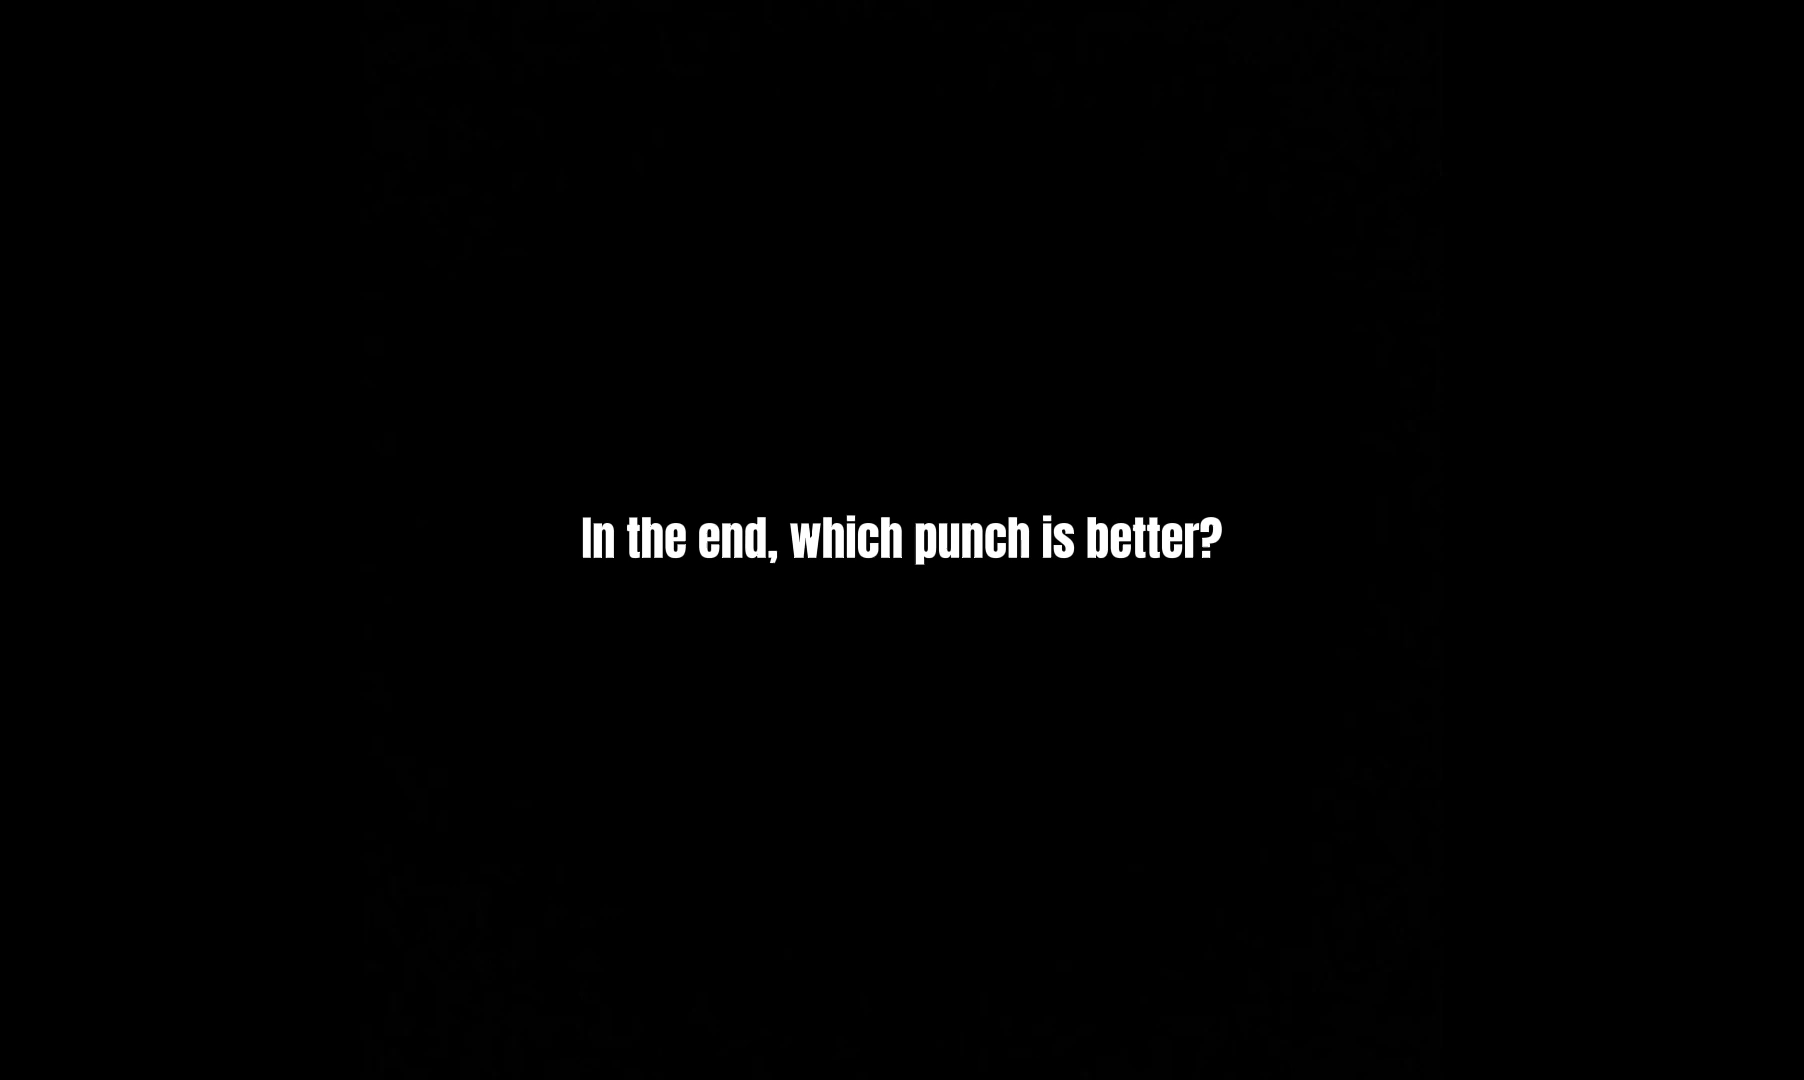 In the end, which punch is better?